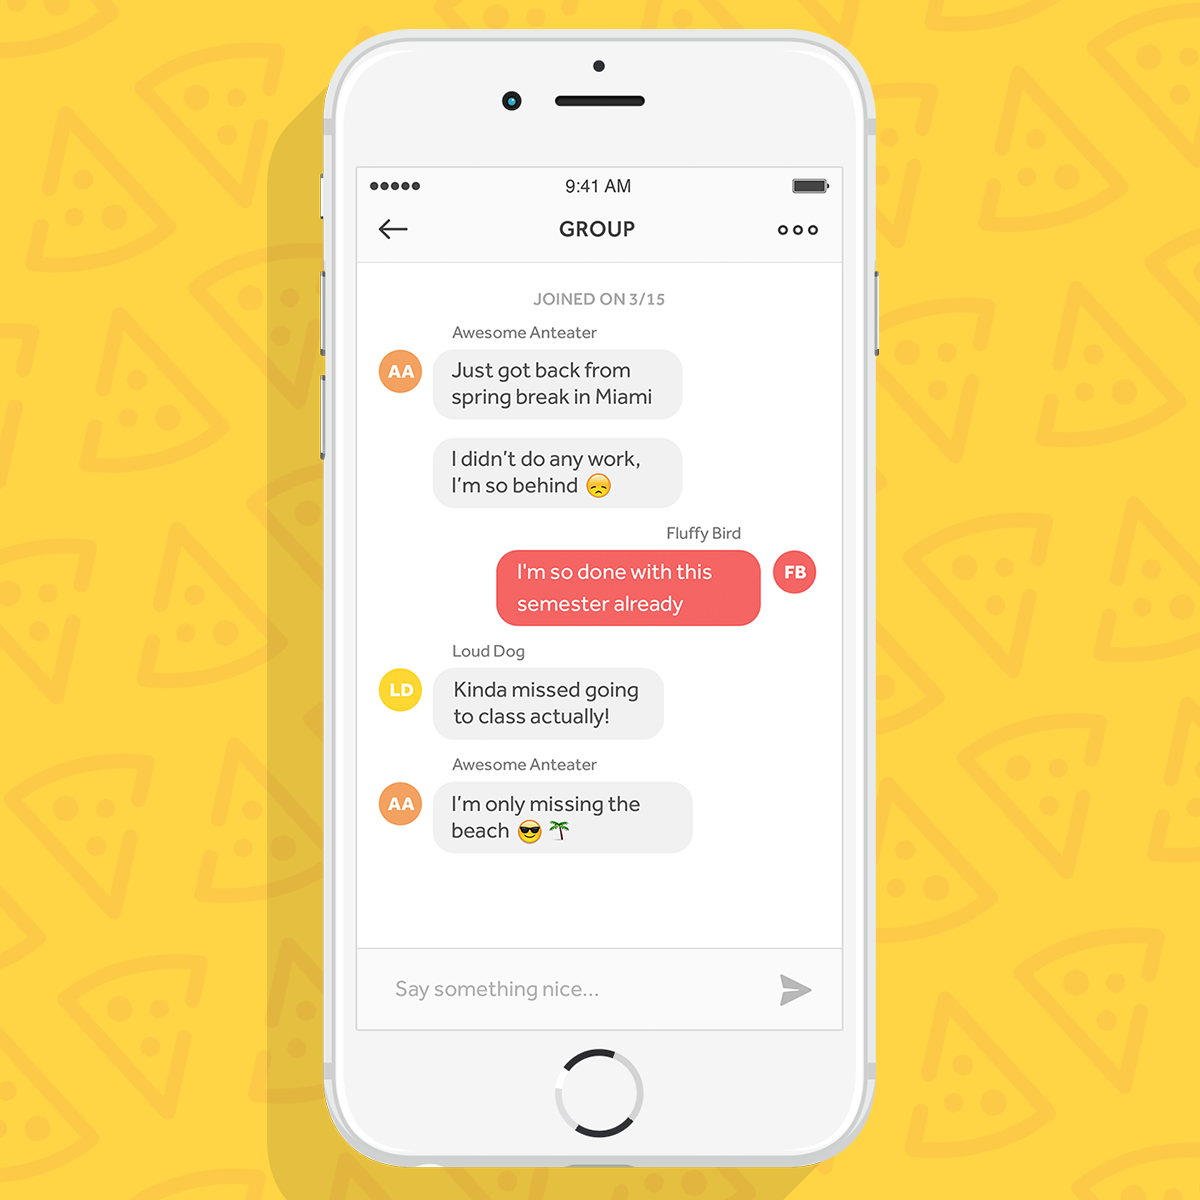 9:41 AM
GROUP
JOINED ON 3/15
Awesome Anteater
AA
Just got back from
spring break in Miami
I didn't do any work,
I'm so behind 😞
Fluffy Bird
I'm so done with this
semester already
FB
Loud Dog
LD
Kinda missed going
to class actually!
Awesome Anteater
AA
I'm only missing the
beach 😎 🌴
Say something nice...